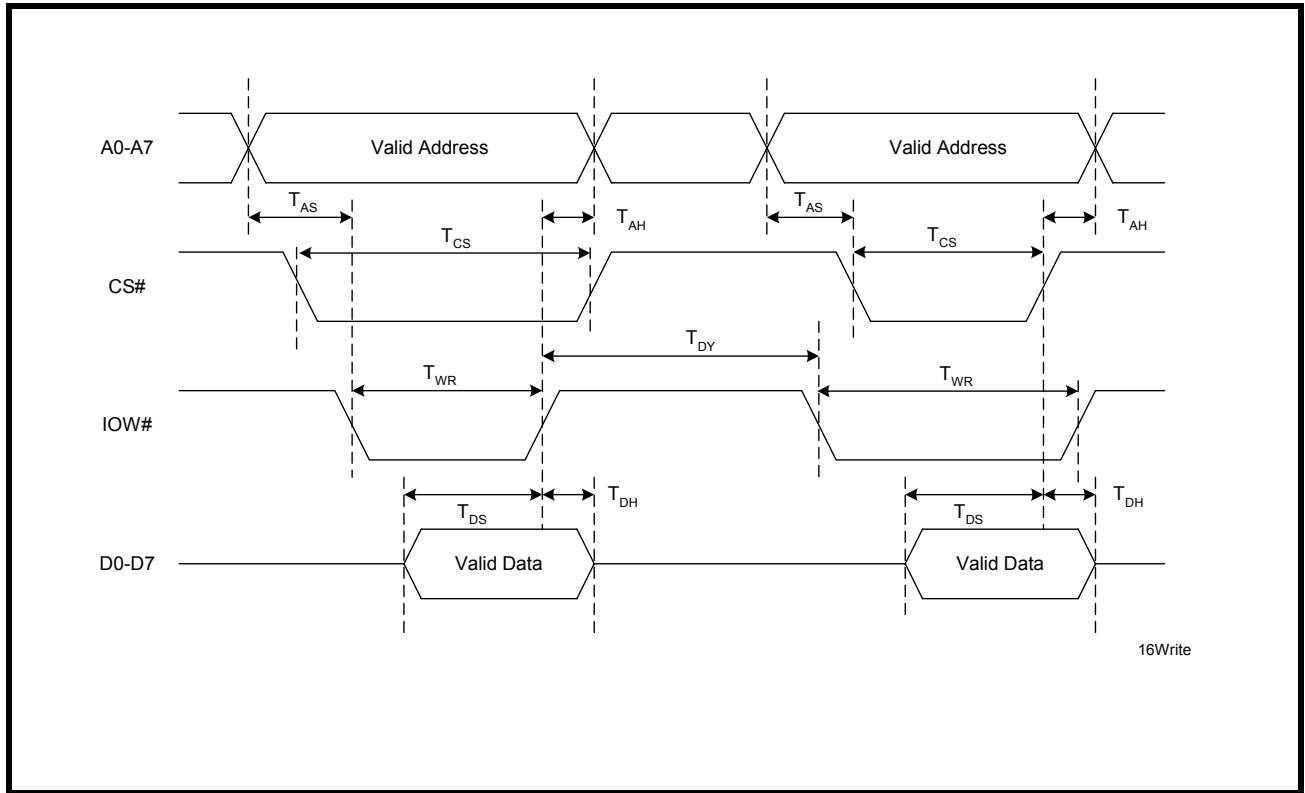 A0-A7
Valid Address
Valid Address
TAS
TAH
TAS
TAH
TCS
TCS
CS#
TDY
TWR
TWR
IOW#
TDS
TDH
TDS
TDH
D0-D7
Valid Data
Valid Data
16Write